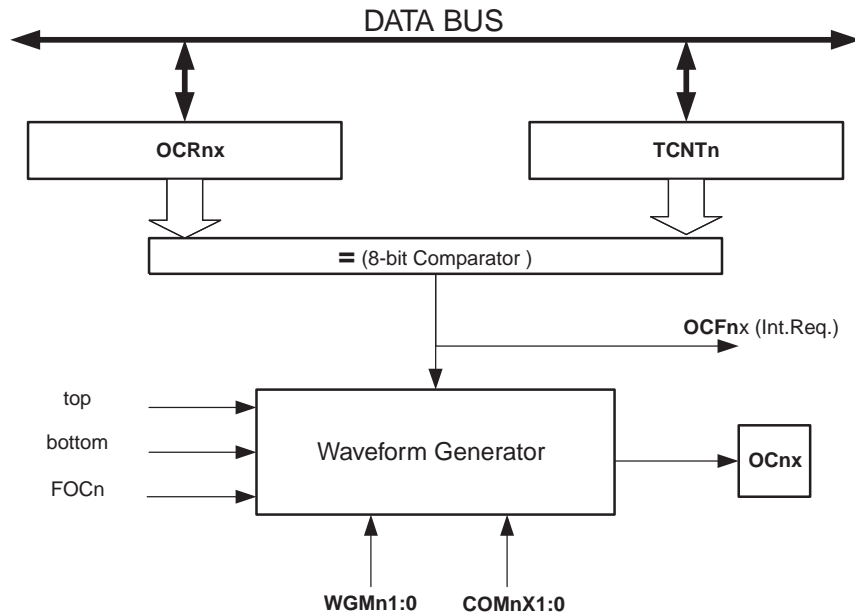 DATA BUS
OCRnx
TCNTn
= (8-bit Comparator )
OCFnx (Int.Req.)
top
bottom
FOCn
Waveform Generator
OCnx
WGMn1:0
COMnX1:0